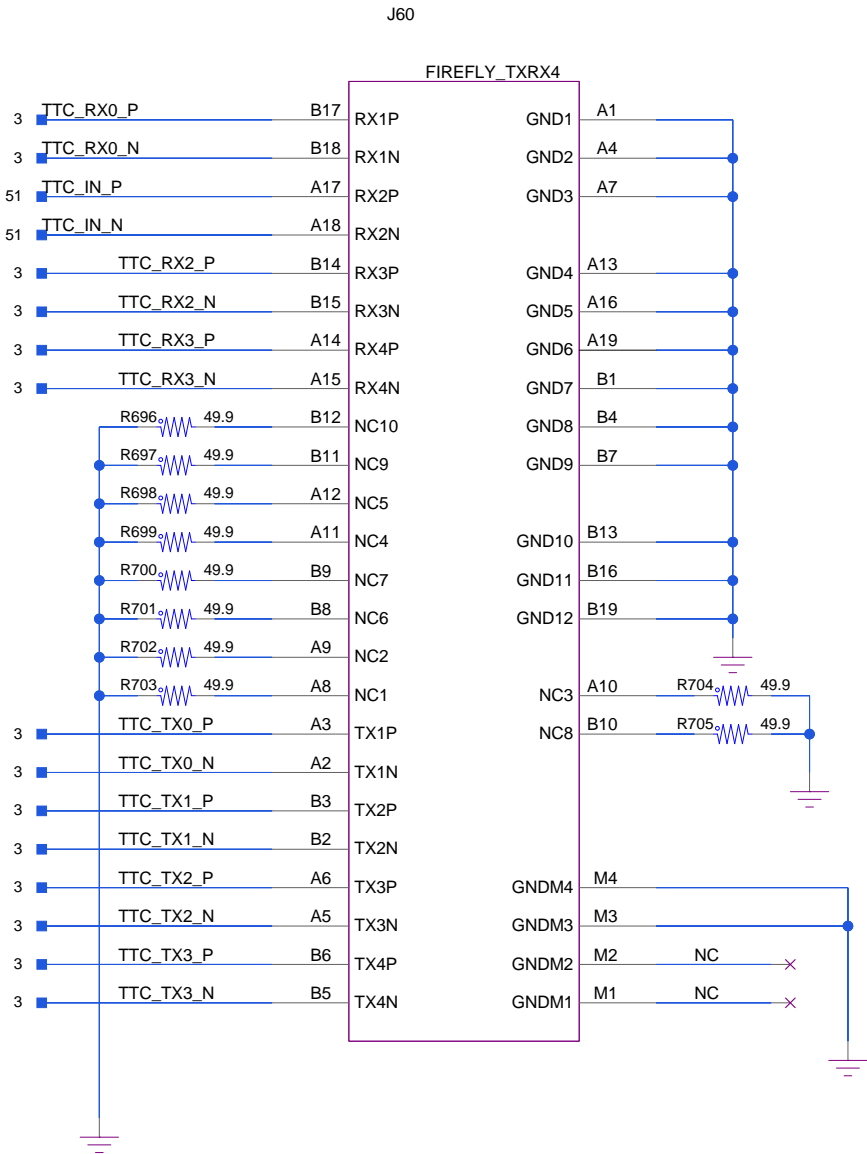 J60
FIREFLY_TXRX4
3 TTC_RX0_P B17 RX1P GND1 A1
3 TTC_RX0_N B18 RX1N GND2 A4
51 TTC_IN_P A17 RX2P GND3 A7
51 TTC_IN_N A18 RX2N
3 TTC_RX2_P B14 RX3P GND4 A13
3 TTC_RX2_N B15 RX3N GND5 A16
3 TTC_RX3_P A14 RX4P GND6 A19
3 TTC_RX3_N A15 RX4N GND7 B1
R696 49.9 B12 NC10 GND8 B4
R697 49.9 B11 NC9 GND9 B7
R698 49.9 A12 NC5
R699 49.9 A11 NC4 GND10 B13
R700 49.9 B9 NC7 GND11 B16
R701 49.9 B8 NC6 GND12 B19
R702 49.9 A9 NC2
R703 49.9 A8 NC1 NC3 A10 R704 49.9
3 TTC_TX0_P A3 TX1P NC8 B10 R705 49.9
3 TTC_TX0_N A2 TX1N
3 TTC_TX1_P B3 TX2P
3 TTC_TX1_N B2 TX2N
3 TTC_TX2_P A6 TX3P GNDM4 M4
3 TTC_TX2_N A5 TX3N GNDM3 M3
3 TTC_TX3_P B6 TX4P GNDM2 M2 NC
3 TTC_TX3_N B5 TX4N GNDM1 M1 NC